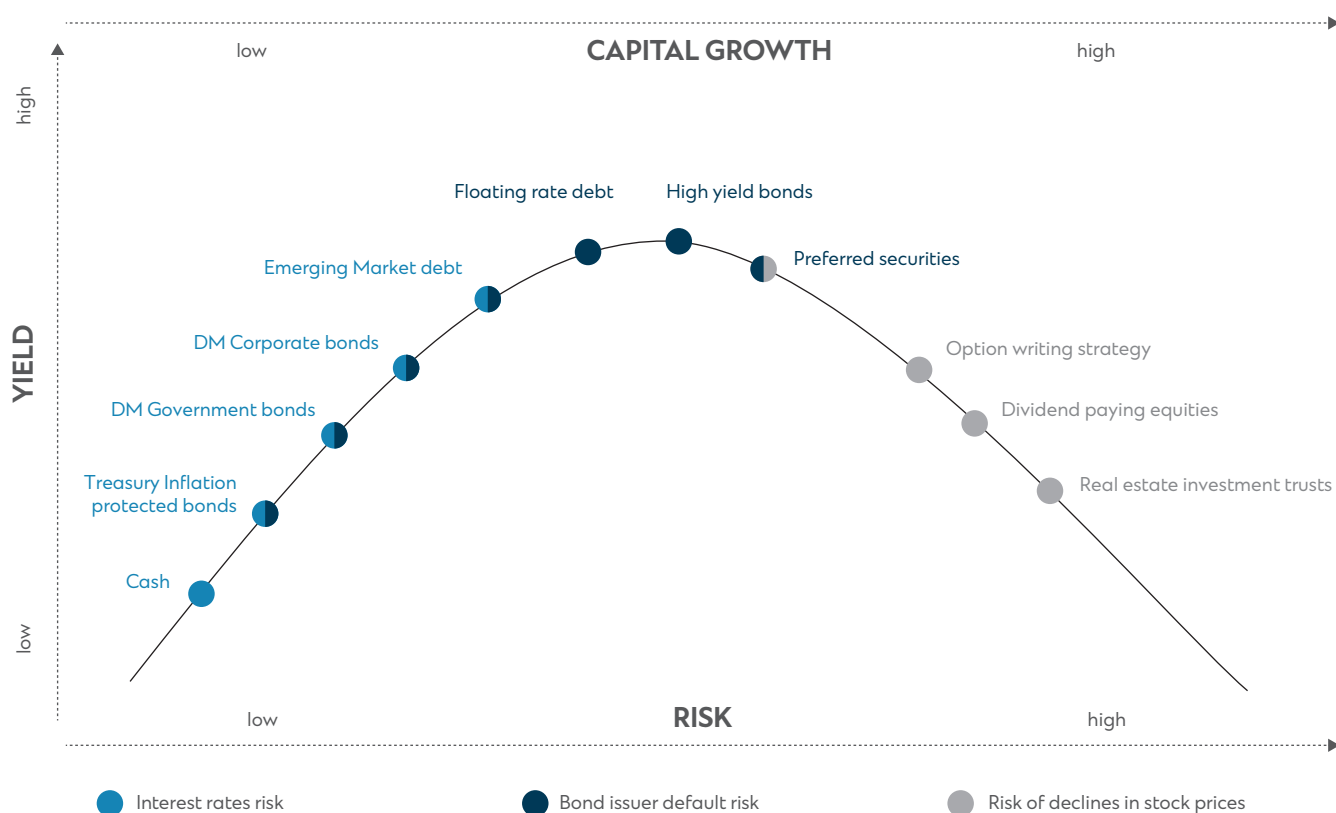 low
CAPITAL GROWTH
high
high
Floating rate debt
High yield bonds
Preferred securities
Emerging Market debt
DM Corporate bonds
Option writing strategy
YIELD
DM Government bonds
Dividend paying equities
Treasury Inflation
protected bonds
Real estate investment trusts
Cash
low
low
RISK
high
Interest rates risk
Bond issuer default risk
Risk of declines in stock prices